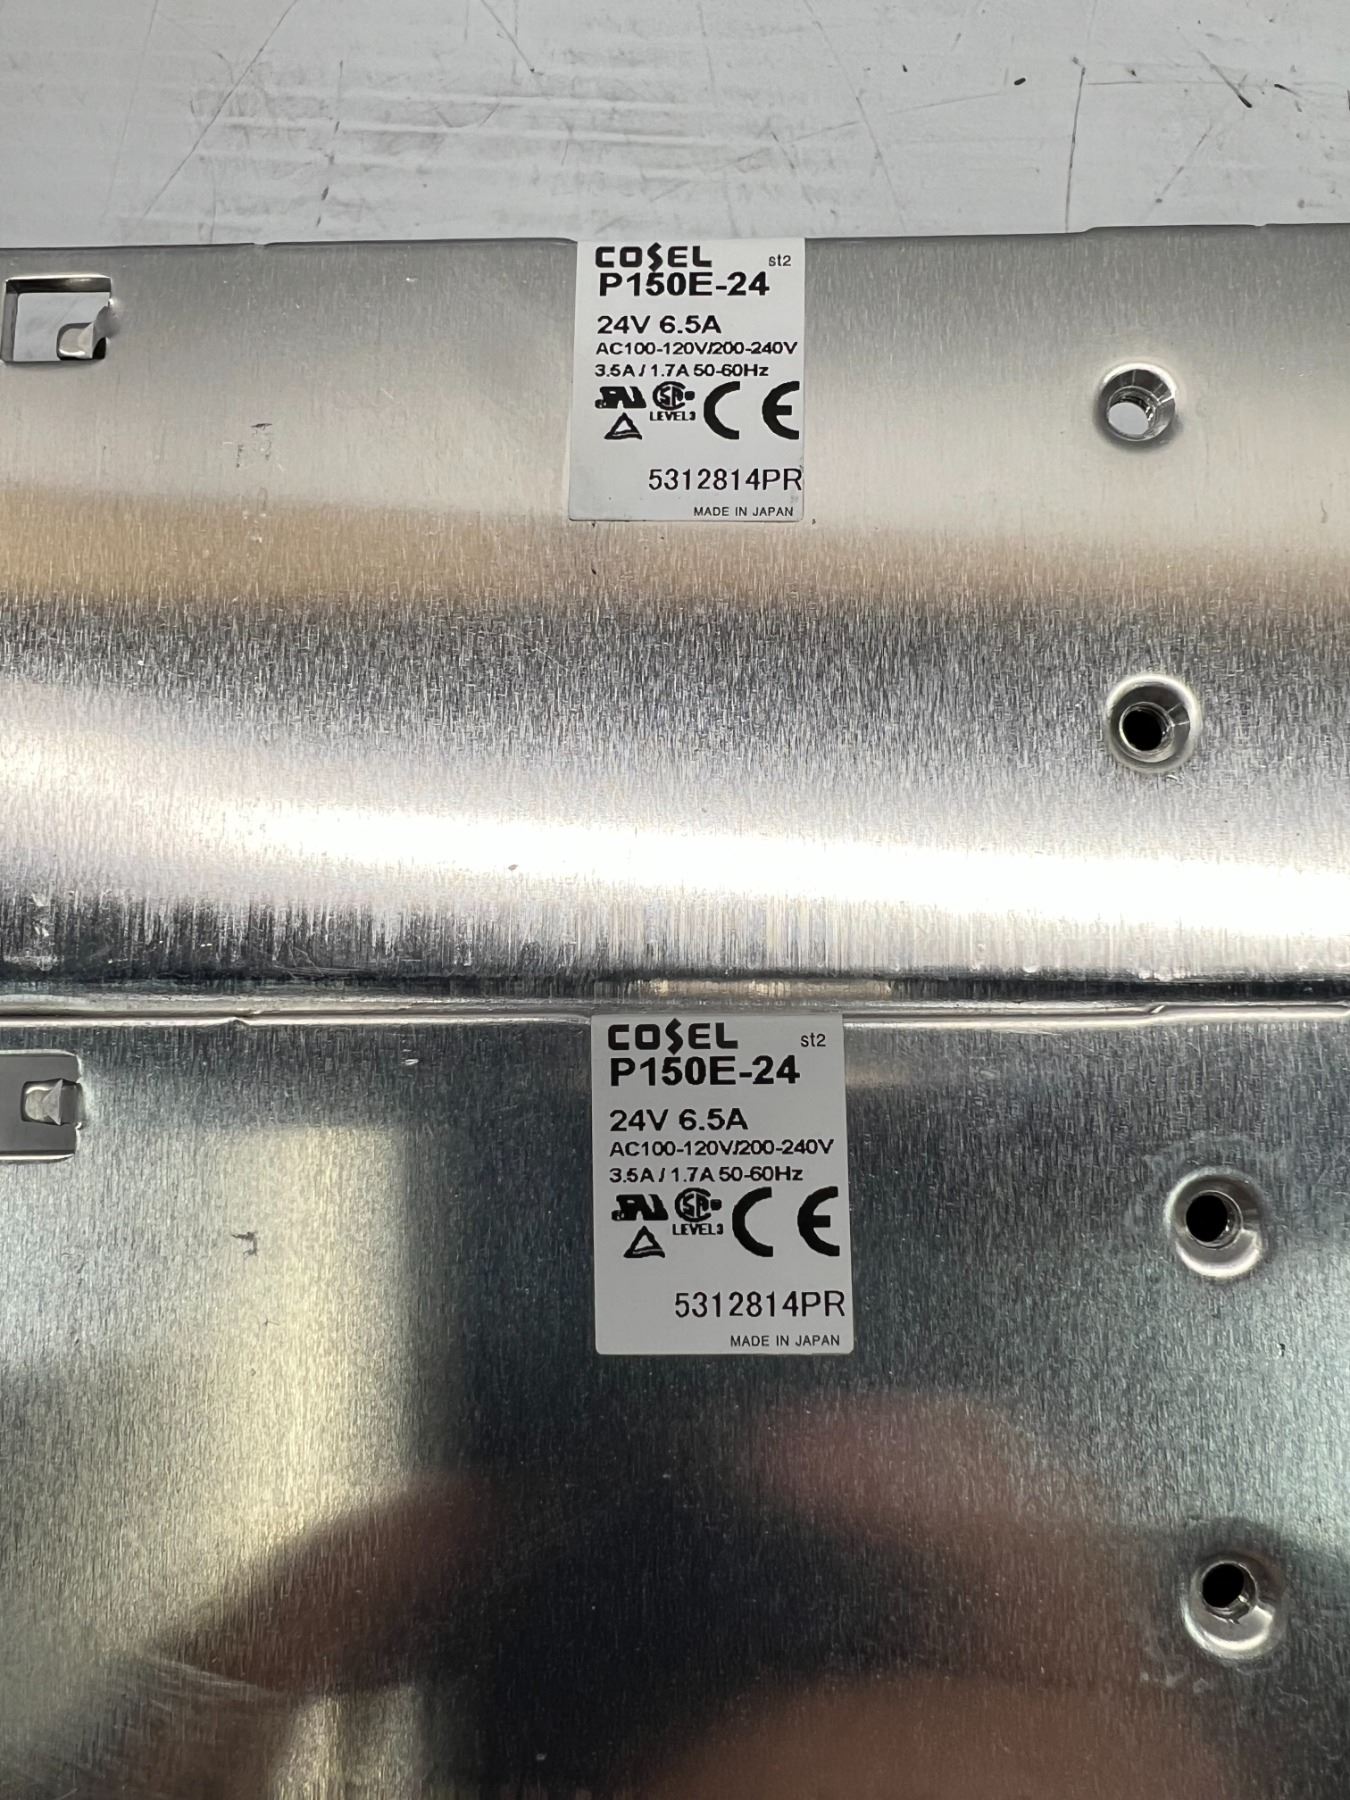 COSEL st2
P150E-24
24V 6.5A
AC100-120V/200-240V
3.5A / 1.7A 50-60Hz
LEVEL3 CE
5312814PR
MADE IN JAPAN
COSEL st2
P150E-24
24V 6.5A
AC100-120V/200-240V
3.5A / 1.7A 50-60Hz
LEVEL3 CE
5312814PR
MADE IN JAPAN